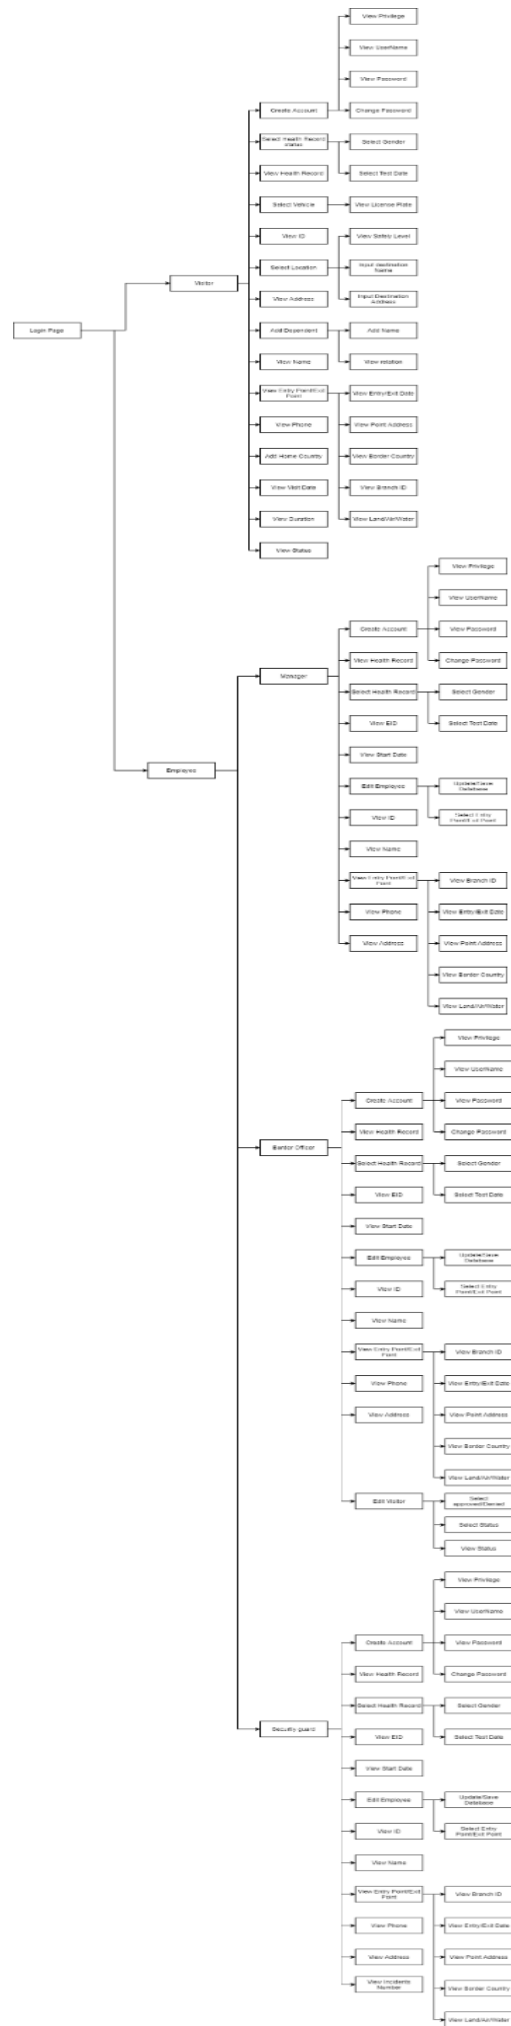 View Privilege
View UserName
View Password
Create Account
Change Password
Select Health Record
status
Select Gender
View Health Record
Select Test Date
Select Vehicle
View License Plate
View ID
View Safety Level
Select Location
Input destination
Name
Visitor
View Address
Input Destination
Address
Login Page
Add Dependent
Add Name
View Name
View relation
View Entry Point/Exit
Point
View Entry/Exit Date
View Phone
View Point Address
Add Home Country
View Border Country
View Visit Date
View Branch ID
View Duration
View Land/Air/Water
View Status
View Privilege
View UserName
Create Account
View Password
View Health Record
Change Password
Manager
Select Health Record
Select Gender
View EID
Select Test Date
View Start Date
Employee
Edit Employee
Update/Save
Database
View ID
Select Entry
Point/Exit Point
View Name
View Entry Point/Exit
Point
View Branch ID
View Phone
View Entry/Exit Date
View Address
View Point Address
View Border Country
View Land/Air/Water
View Privilege
View UserName
Create Account
View Password
View Health Record
Change Password
Border Officer
Select Health Record
Select Gender
View EID
Select Test Date
View Start Date
Edit Employee
Update/Save
Database
View ID
Select Entry
Point/Exit Point
View Name
View Entry Point/Exit
Point
View Branch ID
View Phone
View Entry/Exit Date
View Address
View Point Address
View Border Country
View Land/Air/Water
Edit Visitor
Select
approved/Denied
Select Status
View Status
View Privilege
View UserName
Create Account
View Password
View Health Record
Change Password
Select Health Record
Select Gender
Security guard
View EID
Select Test Date
View Start Date
Edit Employee
Update/Save
Database
View ID
Select Entry
Point/Exit Point
View Name
View Entry Point/Exit
Point
View Branch ID
View Phone
View Entry/Exit Date
View Address
View Point Address
View Incidents
Number
View Border Country
View Land/Air/Water